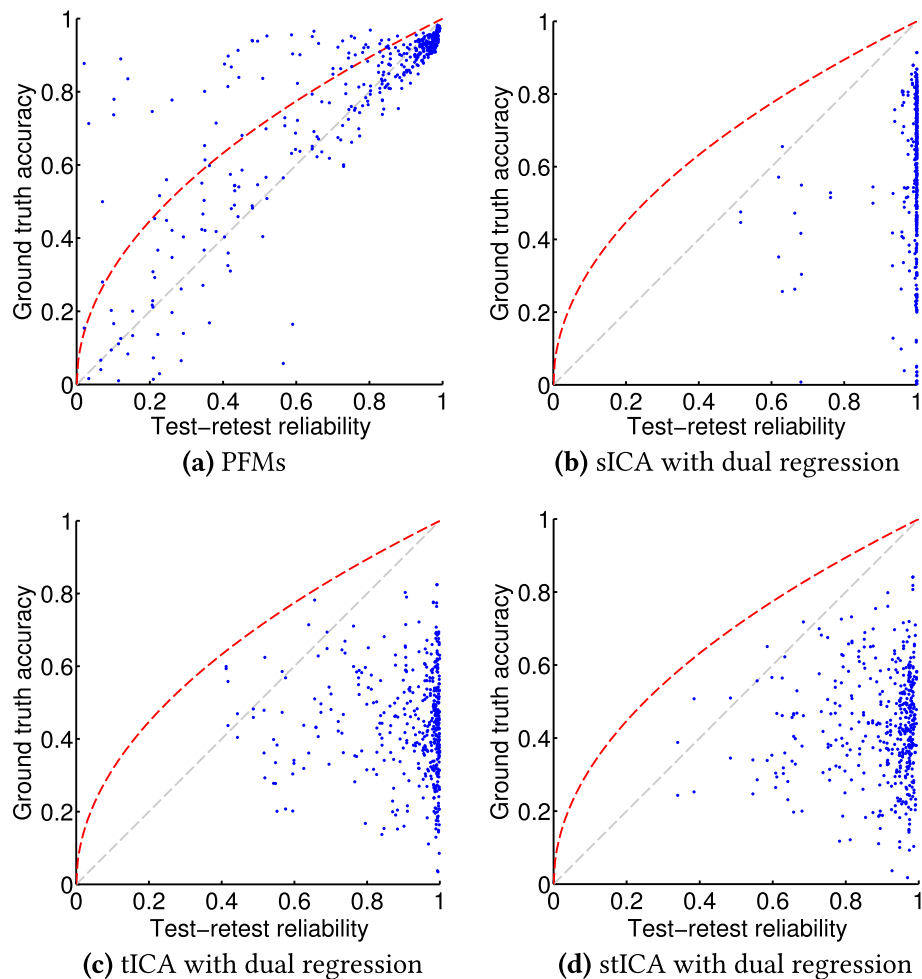 1
0.8
0.6
0.4
0.2
0
Ground truth accuracy
0 0.2 0.4 0.6 0.8 1
Test−retest reliability
(a) PFMs
1
0.8
0.6
0.4
0.2
0
Ground truth accuracy
0 0.2 0.4 0.6 0.8 1
Test−retest reliability
(b) sICA with dual regression
1
0.8
0.6
0.4
0.2
0
Ground truth accuracy
0 0.2 0.4 0.6 0.8 1
Test−retest reliability
(c) tICA with dual regression
1
0.8
0.6
0.4
0.2
0
Ground truth accuracy
0 0.2 0.4 0.6 0.8 1
Test−retest reliability
(d) stICA with dual regression